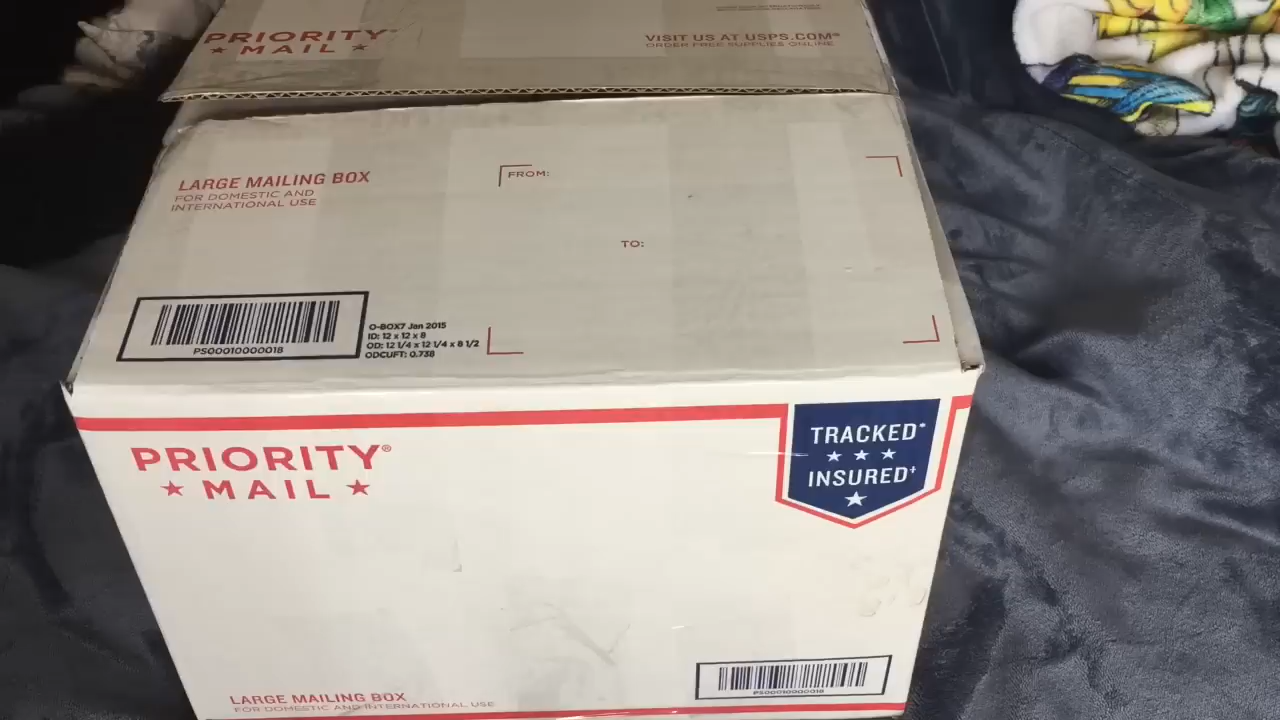 PRIORITY
★ MAIL ★
VISIT US AT USPS.COM®
ORDER FREE SUPPLIES ONLINE
LARGE MAILING BOX
FOR DOMESTIC AND
INTERNATIONAL USE
FROM:
TO:
PS00010000018
O-BOX7 Jan 2015
ID: 12 x 12 x 8
OD: 12 1/4 x 12 1/4 x 8 1/2
ODCUFT: 0.738
PRIORITY®
★ MAIL ★
TRACKED*
★ ★ ★
INSURED†
★
LARGE MAILING BOX
FOR DOMESTIC AND INTERNATIONAL USE
PS00010000018